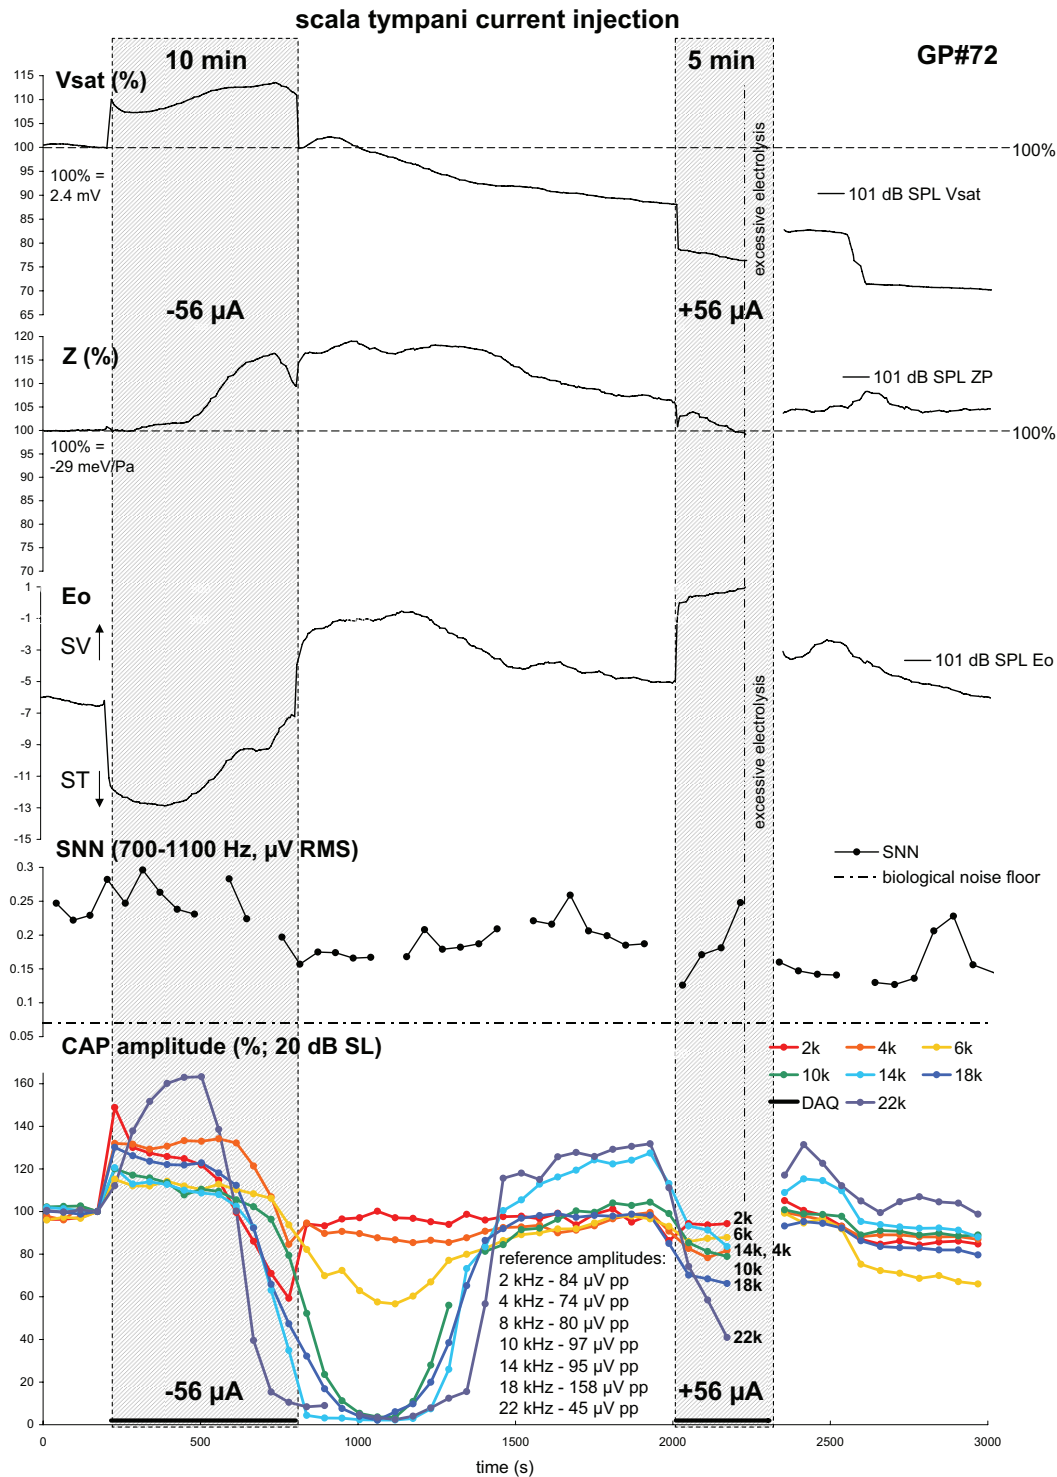 scala tympani current injection
10 min
5 min
GP#72
Vsat (%)
115
110
105
100
95
90
85
80
75
70
65
100% =
2.4 mV
100%
101 dB SPL Vsat
excessive electrolysis
-56 µA
+56 µA
Z (%)
120
115
110
105
100
95
90
85
80
75
70
100% =
-29 meV/Pa
101 dB SPL ZP
100%
Eo
1
-1
-3
-5
-7
-9
-11
-13
SV
ST
101 dB SPL Eo
excessive electrolysis
SNN (700-1100 Hz, µV RMS)
0.3
0.25
0.2
0.15
0.1
0.05
SNN
biological noise floor
CAP amplitude (%; 20 dB SL)
2k 4k 6k
10k 14k 18k
DAQ 22k
160
140
120
100
80
60
40
20
0
2k
6k
14k, 4k
10k
18k
22k
reference amplitudes:
2 kHz - 84 µV pp
4 kHz - 74 µV pp
8 kHz - 80 µV pp
10 kHz - 97 µV pp
14 kHz - 95 µV pp
18 kHz - 158 µV pp
22 kHz - 45 µV pp
-56 µA
+56 µA
0 500 1000 1500 2000 2500 3000
time (s)